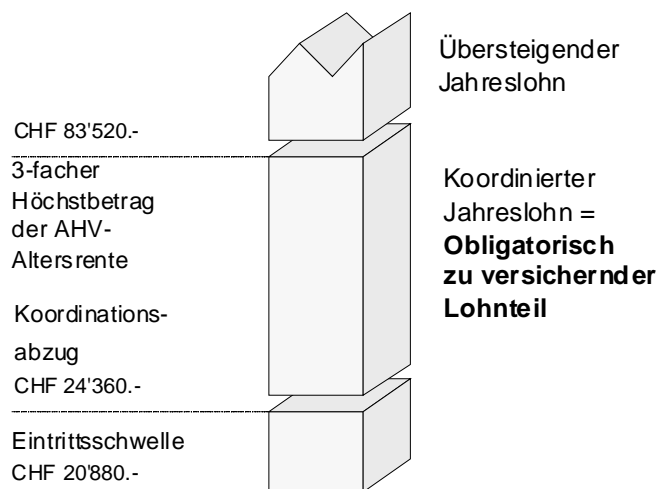 Übersteigender
Jahreslohn
CHF 83'520.-
3-facher
Höchstbetrag
der AHV-
Altersrente
Koordinierter
Jahreslohn =
Obligatorisch
zu versichernder
Lohnteil
Koordinations-
abzug
CHF 24'360.-
Eintrittsschwelle
CHF 20'880.-